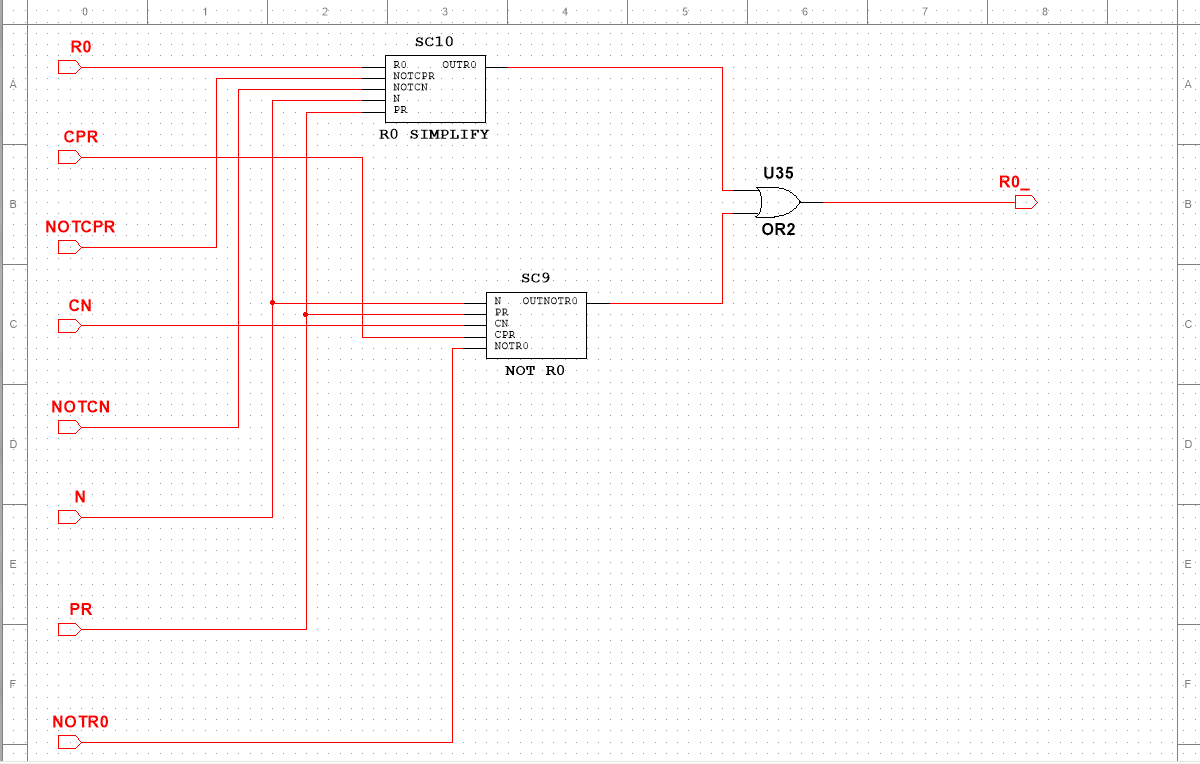 0 1 2 3 4 5 6 7 8
SC10
R0
R0 OUTR0
NOTCPR
NOTCN
N
PR
A A
R0 SIMPLIFY
CPR
U35
R0_
B B
NOTCPR
OR2
SC9
CN
N OUTNOTR0
PR
CN
CPR
NOTR0
C C
NOT R0
NOTCN
D D
N
E E
PR
F F
NOTR0